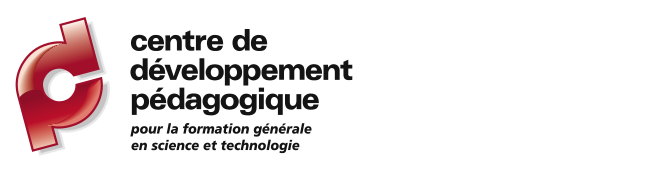 centre de
développement
pédagogique
pour la formation générale
en science et technologie